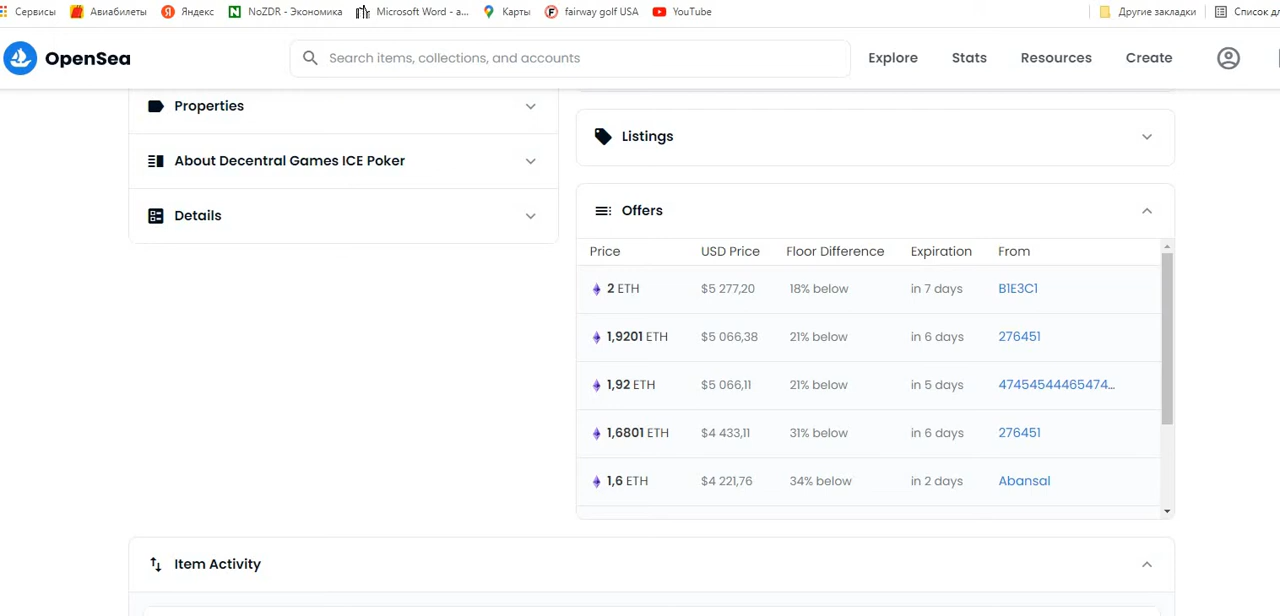 Сервисы Авиабилеты Яндекс NoZDR - Экономика Microsoft Word - a... Карты fairway golf USA YouTube Другие закладки
OpenSea Search items, collections, and accounts Explore Stats Resources Create
Properties
About Decentral Games ICE Poker
Details
Listings
Offers
Price USD Price Floor Difference Expiration From
2 ETH $5 277,20 18% below in 7 days B1E3C1
1,9201 ETH $5 066,38 21% below in 6 days 276451
1,92 ETH $5 066,11 21% below in 5 days 47454544465474...
1,6801 ETH $4 433,11 31% below in 6 days 276451
1,6 ETH $4 221,76 34% below in 2 days Abansal
Item Activity